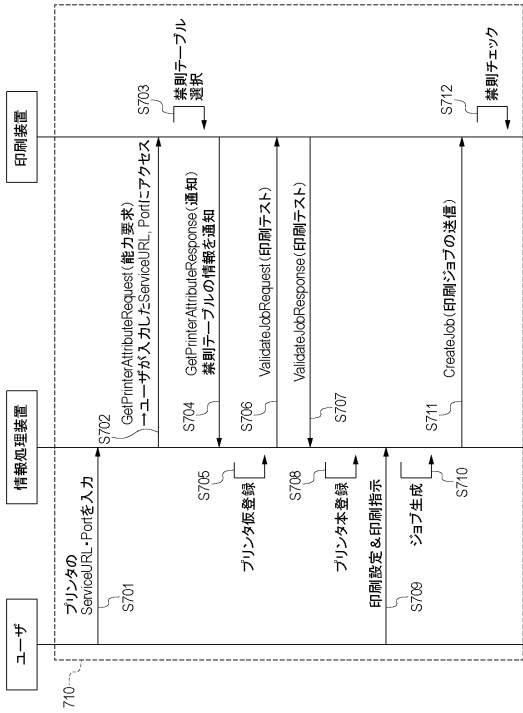 ユーザ
情報処理装置
印刷装置
710
プリンタの
ServiceURL・Portを入力
S701
GetPrinterAttributeRequest(能力要求)
→ユーザが入力したServiceURL, Portにアクセス
S702
S703
禁則テーブル
選択
GetPrinterAttributeResponse(通知)
禁則テーブルの情報を通知
S704
S705
プリンタ仮登録
ValidateJobRequest(印刷テスト)
S706
ValidateJobResponse(印刷テスト)
S707
S708
プリンタ本登録
印刷設定&印刷指示
S709
ジョブ生成
S710
CreateJob(印刷ジョブの送信)
S711
S712
禁則チェック